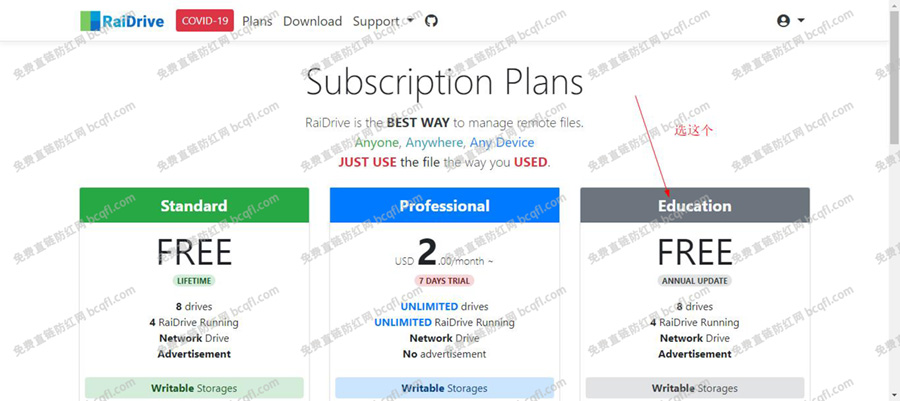 RaiDrive COVID-19 Plans Download Support
Subscription Plans
RaiDrive is the BEST WAY to manage remote files.
Anyone, Anywhere, Any Device
JUST USE the file the way you USED.
选这个
Standard
FREE
LIFETIME
8 drives
4 RaiDrive Running
Network Drive
Advertisement
Writable Storages
Professional
USD 2.00/month ~
7 DAYS TRIAL
UNLIMITED drives
UNLIMITED RaiDrive Running
Network Drive
No advertisement
Writable Storages
Education
FREE
ANNUAL UPDATE
8 drives
4 RaiDrive Running
Network Drive
Advertisement
Writable Storages
免费直链防红网 bcqfl.com